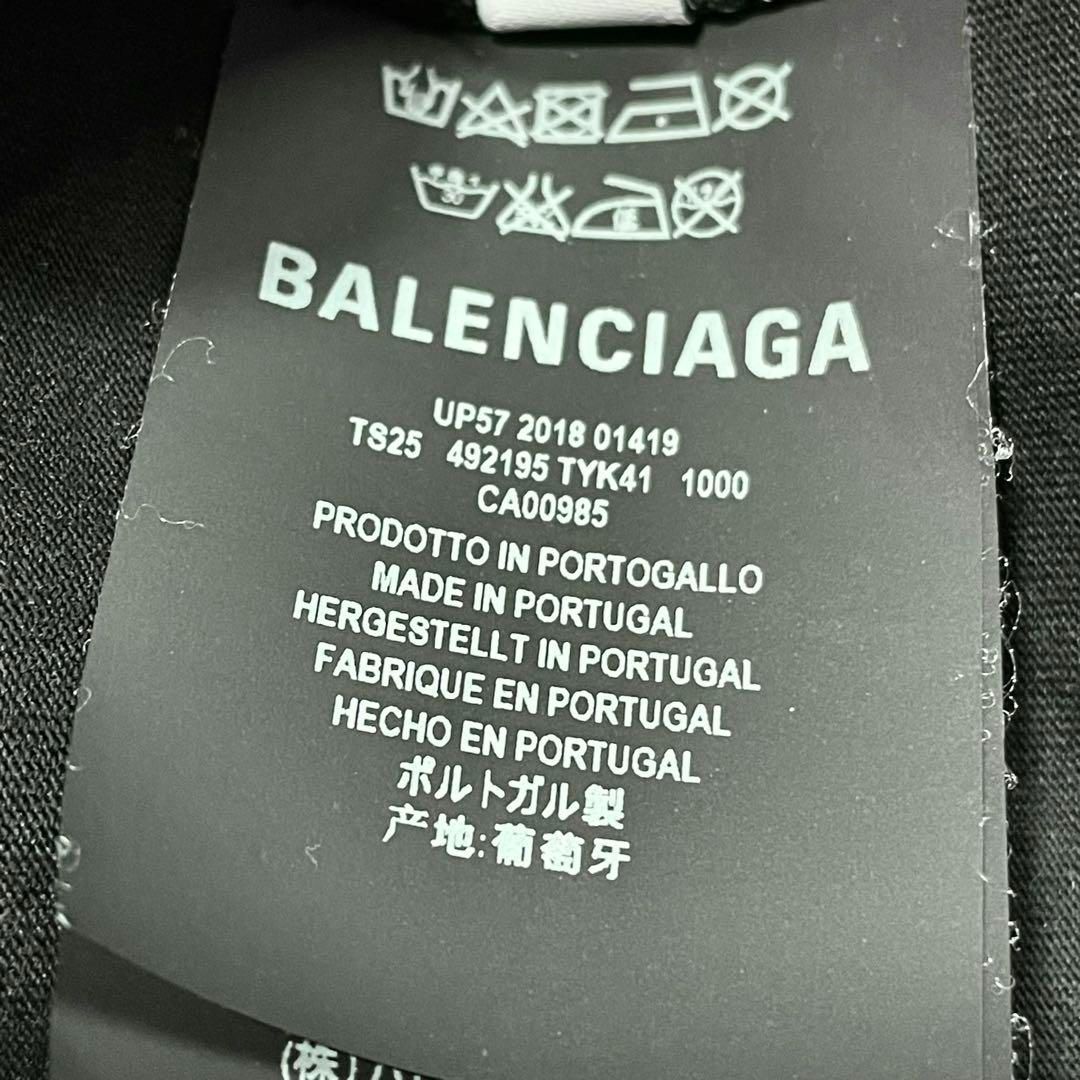 BALENCIAGA
UP57 2018 01419
TS25 492195 TYK41 1000
CA00985
PRODOTTO IN PORTOGALLO
MADE IN PORTUGAL
HERGESTELLT IN PORTUGAL
FABRIQUE EN PORTUGAL
HECHO EN PORTUGAL
ポルトガル製
产地:葡萄牙
(株)